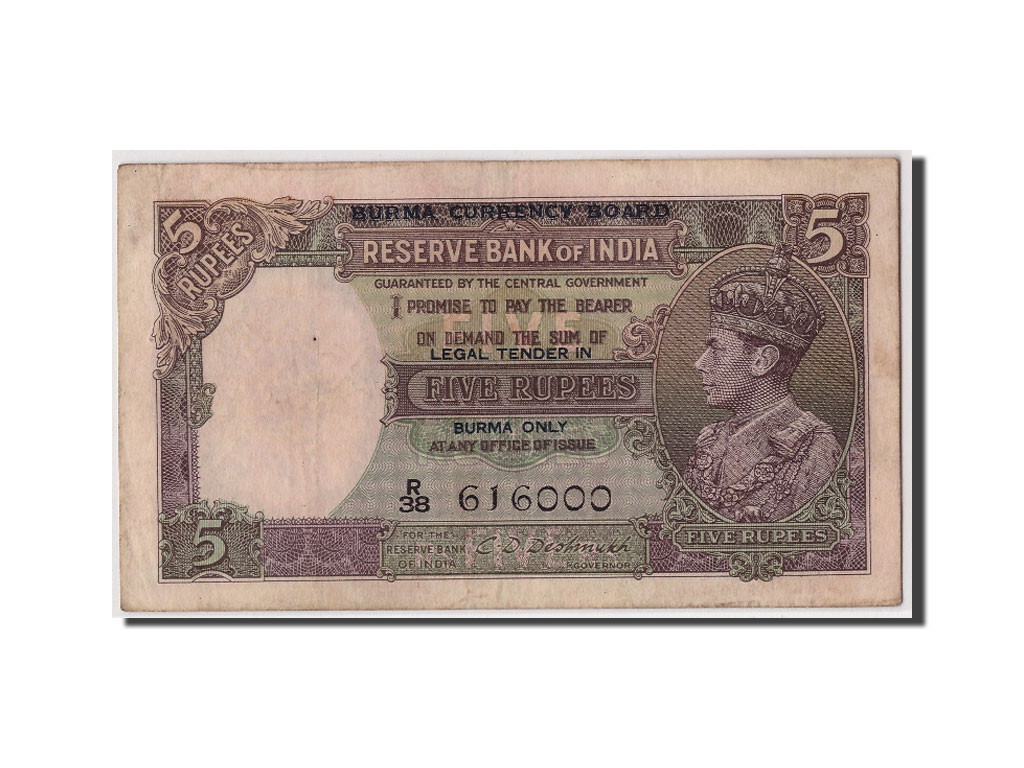 5
RUPEES
BURMA CURRENCY BOARD
5
RESERVE BANK OF INDIA
GUARANTEED BY THE CENTRAL GOVERNMENT
I PROMISE TO PAY THE BEARER
FIVE
ON DEMAND THE SUM OF
LEGAL TENDER IN
FIVE RUPEES
BURMA ONLY
AT ANY OFFICE OF ISSUE
R
38 616000
5
FOR THE
RESERVE BANK
OF INDIA
C. D. Deshmukh
GOVERNOR
FIVE RUPEES